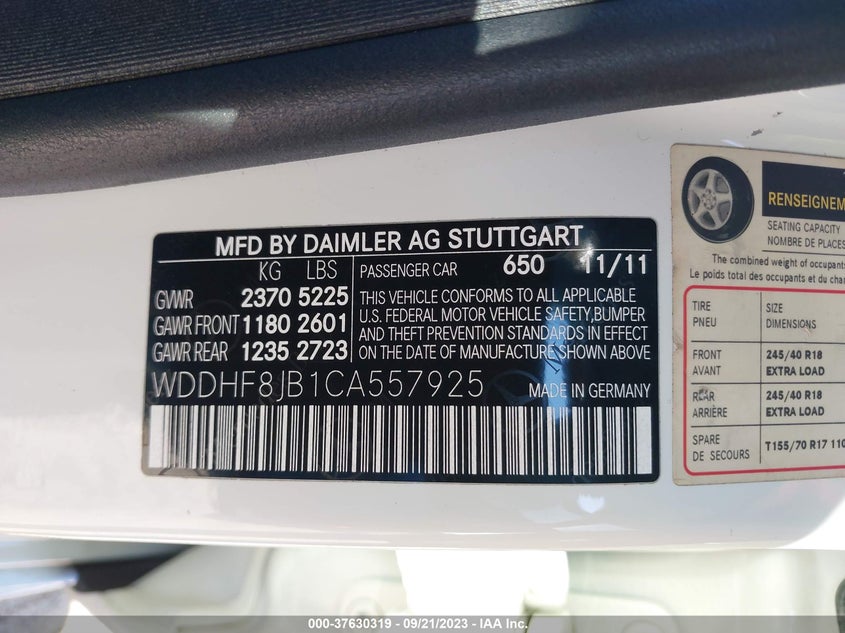 MFD BY DAIMLER AG STUTTGART
KG LBS
GVWR 2370 5225
GAWR FRONT 1180 2601
GAWR REAR 1235 2723
PASSENGER CAR 650 11/11
THIS VEHICLE CONFORMS TO ALL APPLICABLE
U.S. FEDERAL MOTOR VEHICLE SAFETY,BUMPER
AND THEFT PREVENTION STANDARDS IN EFFECT
ON THE DATE OF MANUFACTURE SHOWN ABOVE
WDDHF8JB1CA557925 MADE IN GERMANY
RENSEIGNEM
SEATING CAPACITY
NOMBRE DE PLACES
The combined weight of occupants
Le poids total des occupants et du char
TIRE SIZE
PNEU DIMENSIONS
FRONT 245/40 R18
AVANT EXTRA LOAD
REAR 245/40 R18
ARRIÈRE EXTRA LOAD
SPARE T155/70 R17 110
DE SECOURS
000-37630319 — 09/21/2023 — IAA Inc.